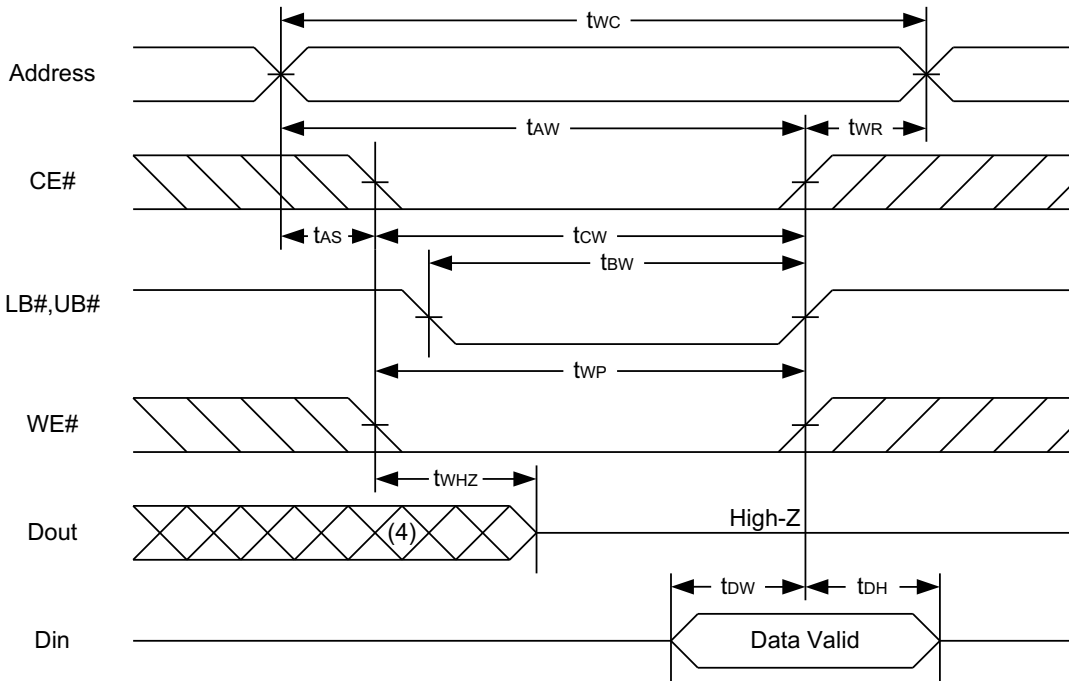 tWC
Address
tAW
tWR
CE#
tAS
tCW
tBW
LB#,UB#
tWP
WE#
tWHZ
Dout
(4)
High-Z
tDW
tDH
Din
Data Valid